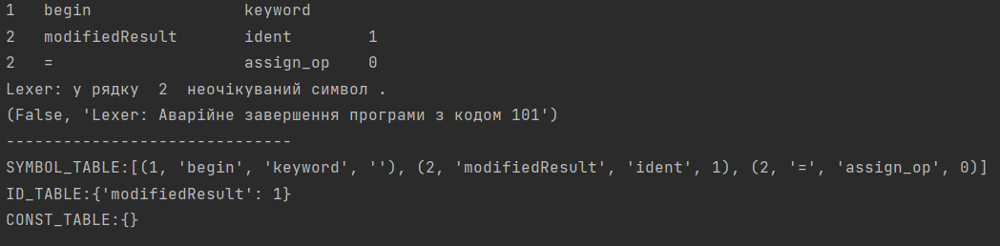 1   begin                keyword
2   modifiedResult       ident        1
2   =                    assign_op    0
Lexer: у рядку  2  неочікуваний символ .
(False, 'Lexer: Аварійне завершення програми з кодом 101')
------------------------------
SYMBOL_TABLE:[(1, 'begin', 'keyword', ''), (2, 'modifiedResult', 'ident', 1), (2, '=', 'assign_op', 0)]
ID_TABLE:{'modifiedResult': 1}
CONST_TABLE:{}